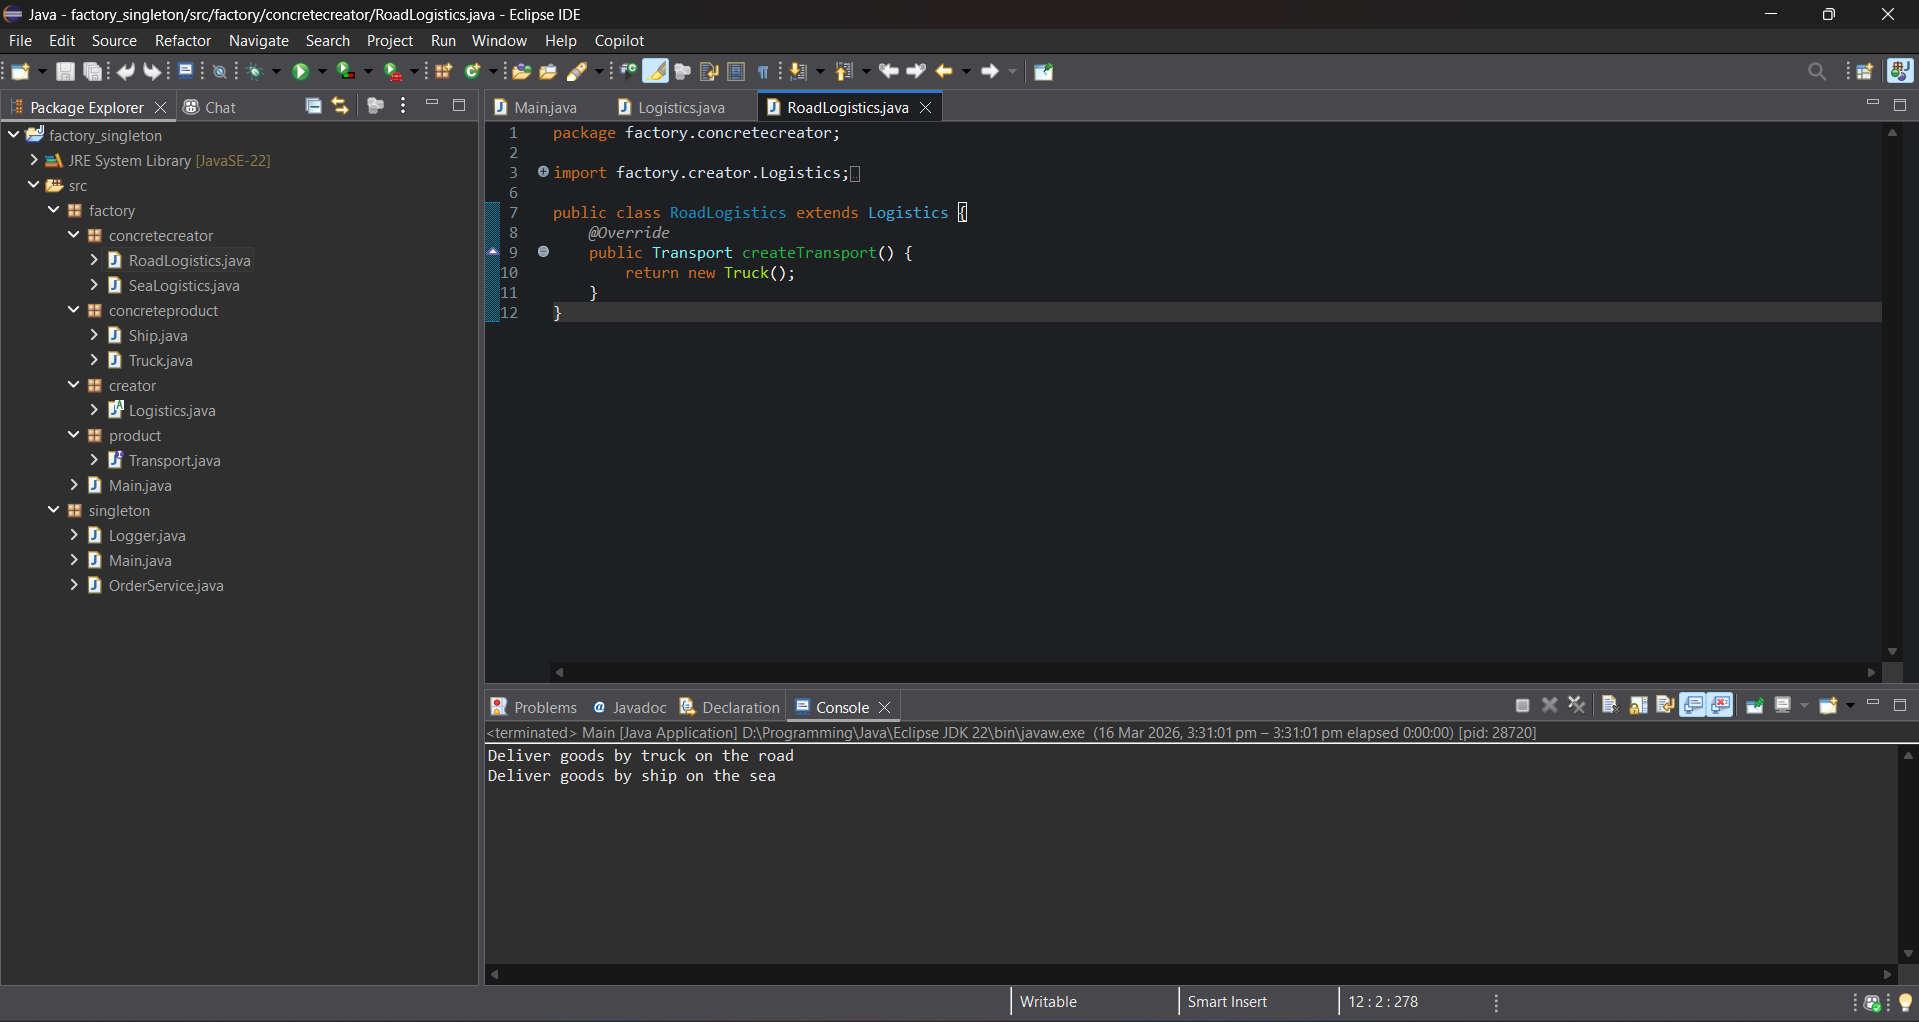 Java - factory_singleton/src/factory/concretecreator/RoadLogistics.java - Eclipse IDE
File Edit Source Refactor Navigate Search Project Run Window Help Copilot
Package Explorer
Chat
factory_singleton
JRE System Library [JavaSE-22]
src
factory
concretecreator
RoadLogistics.java
SeaLogistics.java
concreteproduct
Ship.java
Truck.java
creator
Logistics.java
product
Transport.java
Main.java
singleton
Logger.java
Main.java
OrderService.java
Main.java Logistics.java RoadLogistics.java
1 package factory.concretecreator;
2
3 import factory.creator.Logistics;
6
7 public class RoadLogistics extends Logistics {
8 @Override
9 public Transport createTransport() {
10 return new Truck();
11 }
12 }
Problems Javadoc Declaration Console
<terminated> Main [Java Application] D:\Programming\Java\Eclipse JDK 22\bin\javaw.exe (16 Mar 2026, 3:31:01 pm – 3:31:01 pm elapsed 0:00:00) [pid: 28720]
Deliver goods by truck on the road
Deliver goods by ship on the sea
Writable Smart Insert 12 : 2 : 278